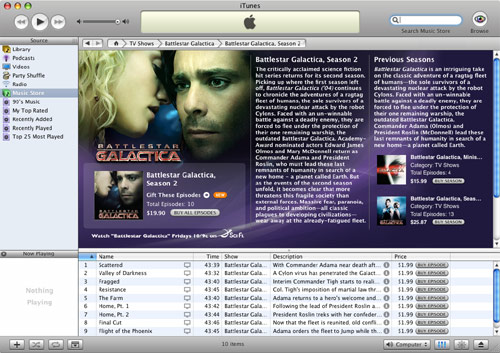 iTunes
Search Music Store
Browse
Source
TV Shows
Battlestar Galactica
Battlestar Galactica, Season 2
Library
Podcasts
Videos
Party Shuffle
Radio
Music Store
90's Music
My Top Rated
Recently Added
Recently Played
Top 25 Most Played
BATTLESTAR
GALACTICA
Battlestar Galactica,
Season 2
Gift These Episodes NEW
Total Episodes: 10
$19.90 BUY ALL EPISODES
Watch "Battlestar Galactica" Fridays 10/9c on SciFi
Battlestar Galactica, Season 2
The critically acclaimed science fiction
hit series returns for its second season.
Picking up where the first season left
off, Battlestar Galactica ('04) continues
to chronicle the adventures of a ragtag
fleet of humans, the sole survivors of a
devastating nuclear attack by the robot
Cylons. Faced with an un-winnable
battle against a deadly enemy, they are
forced to flee under the protection of
their one remaining warship, the
outdated Battlestar Galactica. Academy-
Award nominated actors Edward James
Olmos and Mary McDonnell return as
Commander Adama and President
Roslin, who must lead these last
remnants of humanity in search of a
new home - a planet called Earth. But
as the events of the second season
unfold, it becomes clear that more
threatens this fragile society than
external forces. Massive fear, paranoia,
and political ambition—all classic
plagues to developing civilizations—
wear away at the already-fatigued fleet.
Previous Seasons
Battlestar Galactica is an intriguing take
on the classic adventure of a ragtag fleet
of humans—the sole survivors of a
devastating nuclear attack by the robot
Cylons. Faced with an un-winnable
battle against a deadly enemy, they are
forced to flee under the protection of
their one remaining warship, the
outdated Battlestar Galactica.
Commander Adama (Olmos) and
President Roslin (McDonnell) lead these
last remnants of humanity in search of a
new home—a planet called Earth.
Battlestar Galactica, Minis...
Category: TV Shows
Total Episodes: 4
$15.99 BUY SEASON
Battlestar Galactica, Seas...
Category: TV Shows
Total Episodes: 13
$25.87 BUY SEASON
Now Playing
Nothing
Playing
Name Time Show Description Price
1 Scattered 43:39 Battlestar Gala... With Commander Adama near death aft... $1.99 BUY EPISODE
2 Valley of Darkness 43:32 Battlestar Gala... A Cylon virus has penetrated the Galact... $1.99 BUY EPISODE
3 Fragged 43:40 Battlestar Gala... Interim Commander Tigh starts to reali... $1.99 BUY EPISODE
4 Resistance 43:45 Battlestar Gala... Col. Tigh's imposition of martial law thr... $1.99 BUY EPISODE
5 The Farm 43:40 Battlestar Gala... Adama returns to a hero's welcome and... $1.99 BUY EPISODE
6 Home, Pt. 1 43:42 Battlestar Gala... Following the lead of President Roslin a... $1.99 BUY EPISODE
7 Home, Pt. 2 43:44 Battlestar Gala... President Roslin treks with her confeder... $1.99 BUY EPISODE
8 Final Cut 43:46 Battlestar Gala... Now that the fleet is reunited, old confli... $1.99 BUY EPISODE
9 Flight of the Phoenix 43:43 Battlestar Gala... Adama orders the fleet to jump while th... $1.99 BUY EPISODE
10 items
Computer